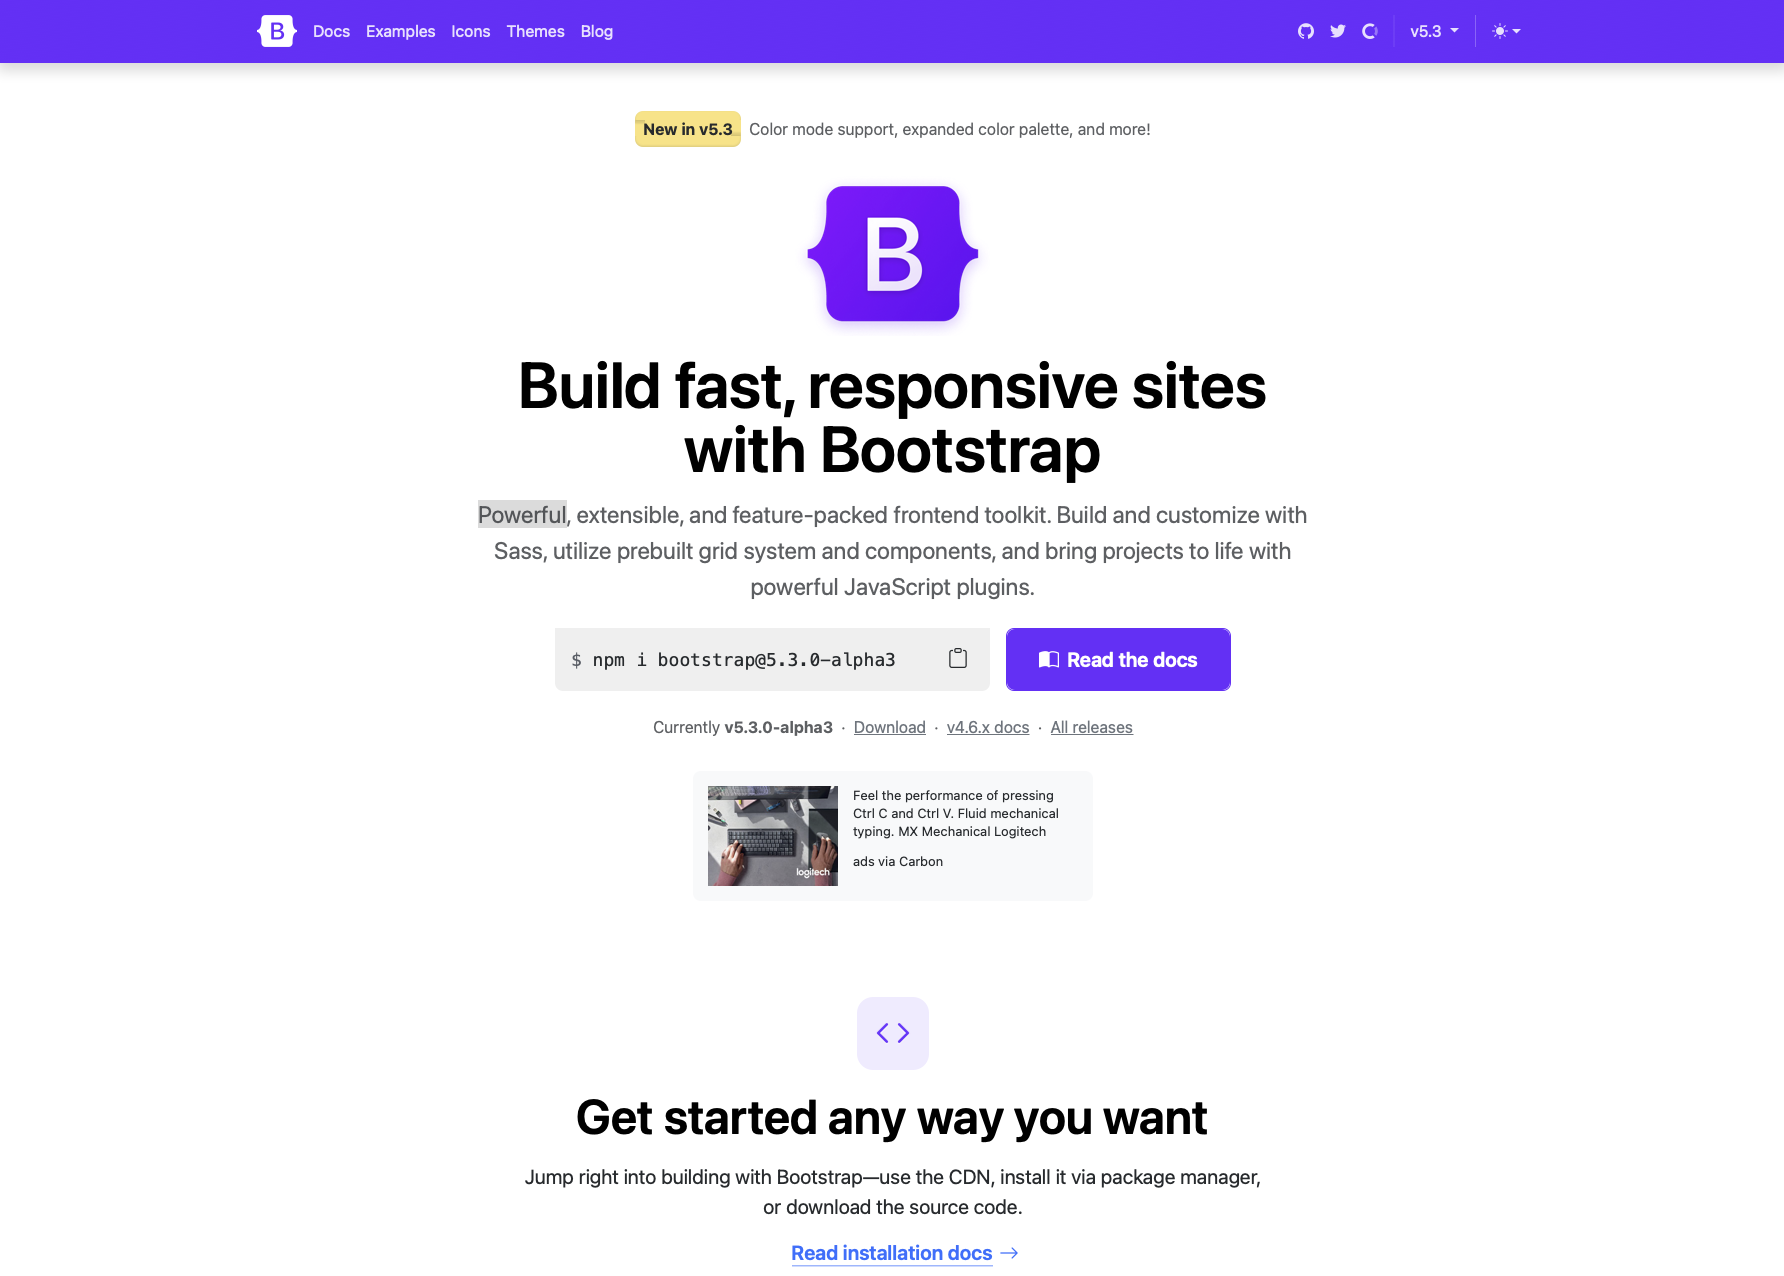 B Docs Examples Icons Themes Blog v5.3
New in v5.3 Color mode support, expanded color palette, and more!
B
Build fast, responsive sites
with Bootstrap
Powerful, extensible, and feature-packed frontend toolkit. Build and customize with
Sass, utilize prebuilt grid system and components, and bring projects to life with
powerful JavaScript plugins.
$ npm i bootstrap@5.3.0-alpha3
Read the docs
Currently v5.3.0-alpha3 · Download · v4.6.x docs · All releases
Feel the performance of pressing
Ctrl C and Ctrl V. Fluid mechanical
typing. MX Mechanical Logitech
logitech
ads via Carbon
Get started any way you want
Jump right into building with Bootstrap—use the CDN, install it via package manager,
or download the source code.
Read installation docs